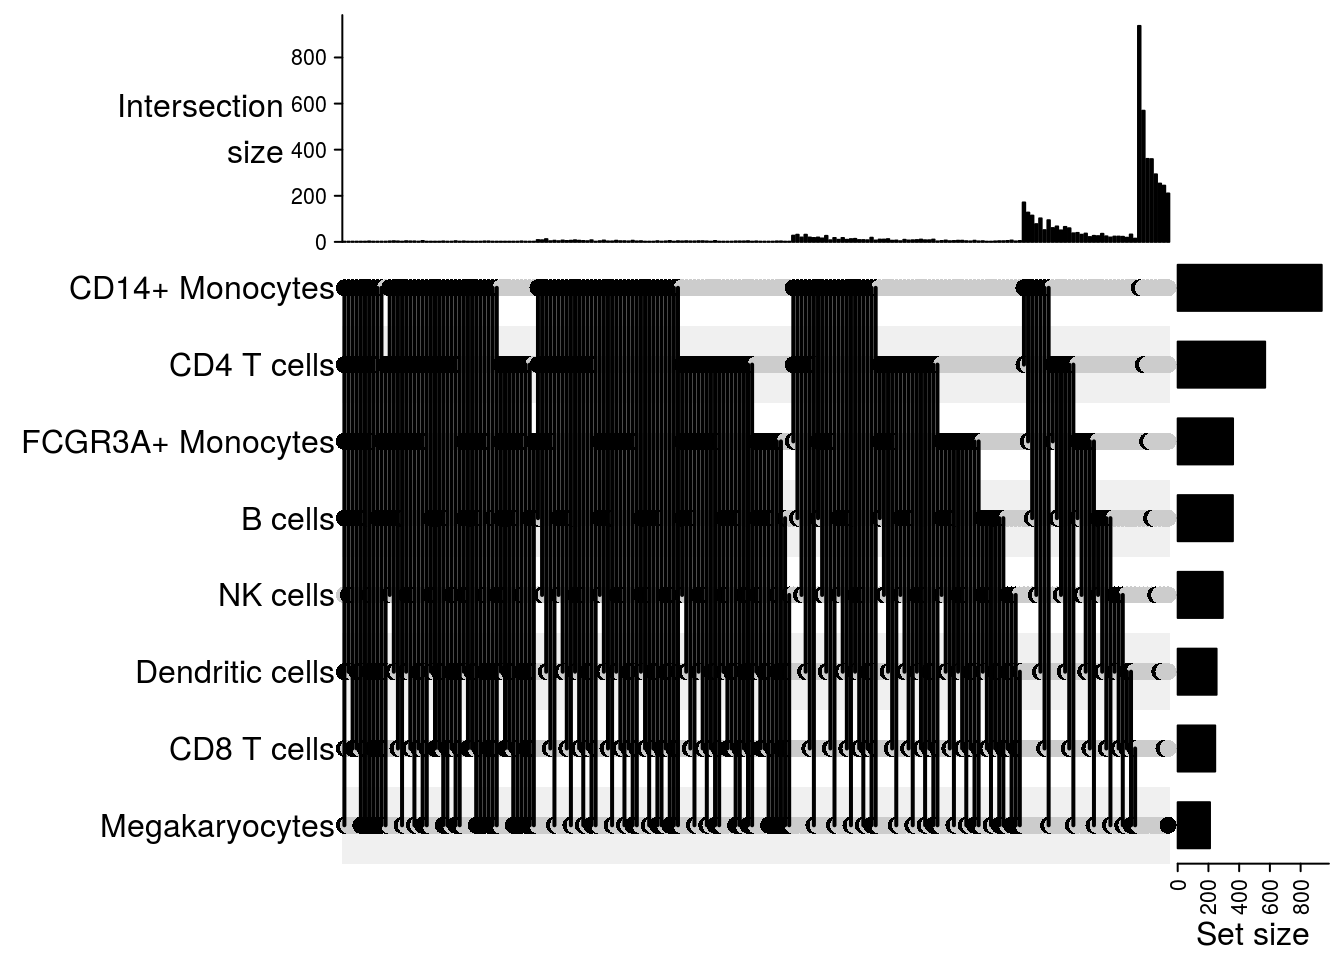 Intersection
size
800
600
400
200
0
CD14+ Monocytes
CD4 T cells
FCGR3A+ Monocytes
B cells
NK cells
Dendritic cells
CD8 T cells
Megakaryocytes
0
200
400
600
800
Set size